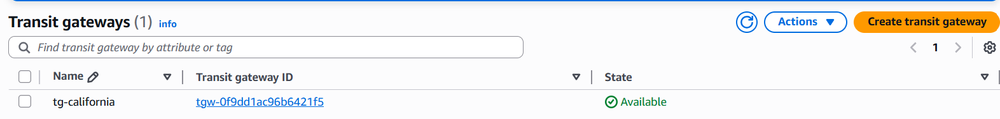 Transit gateways (1) info
Actions
Create transit gateway
Find transit gateway by attribute or tag
1
Name Transit gateway ID State
tg-california tgw-0f9dd1ac96b6421f5 Available